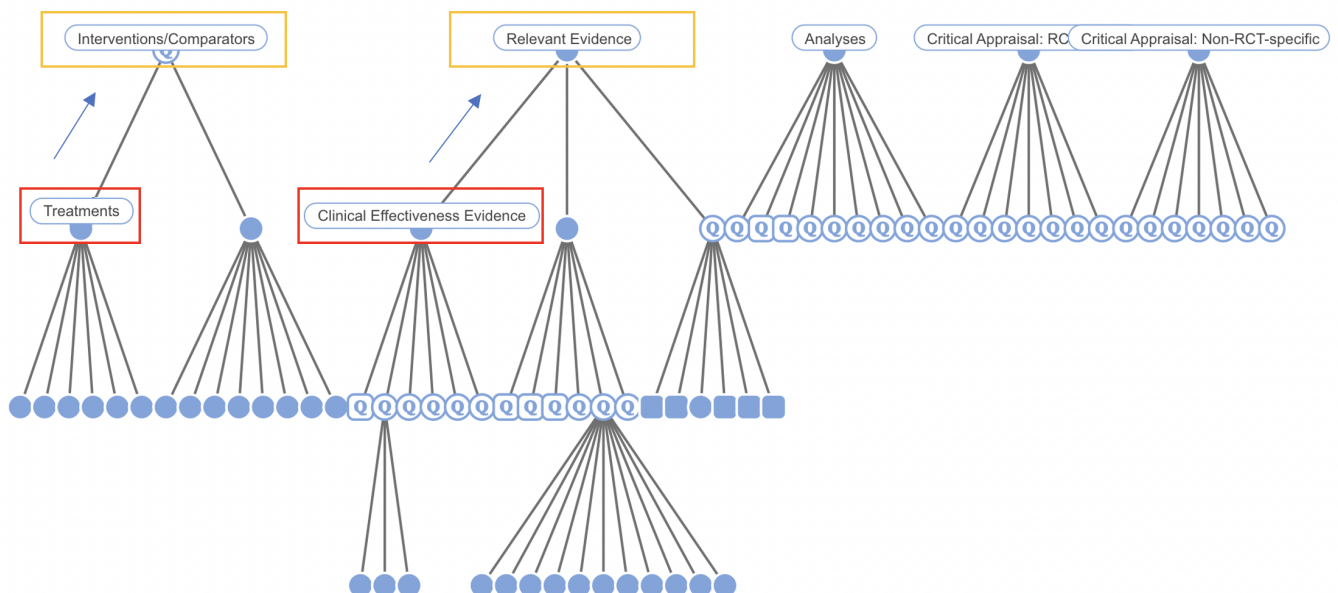 Interventions/Comparators
Relevant Evidence
Analyses
Critical Appraisal: RC
Critical Appraisal: Non-RCT-specific
Q
Treatments
Clinical Effectiveness Evidence
Q Q Q Q Q Q Q Q Q Q Q Q Q Q Q Q Q Q Q Q Q Q Q Q
Q Q Q Q Q Q Q Q Q Q Q Q